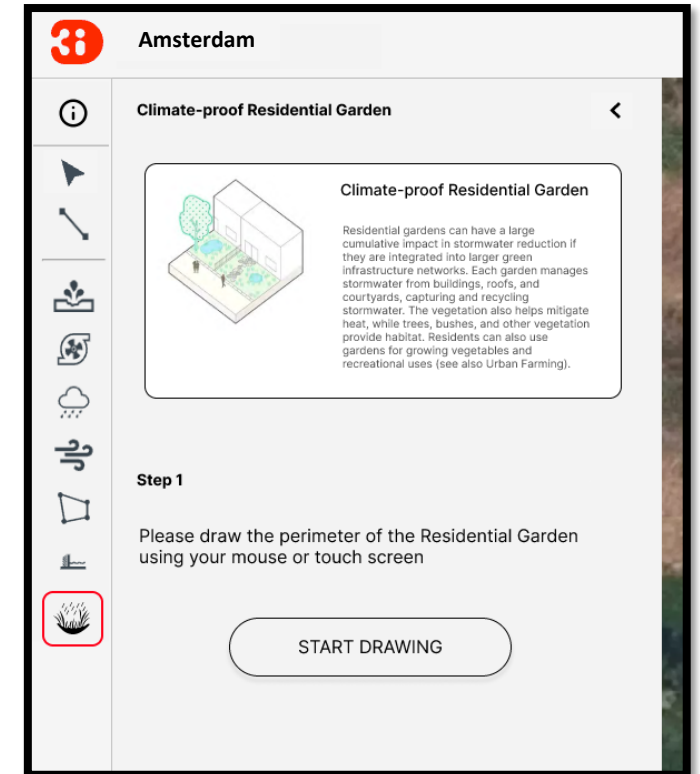 3i
Amsterdam
Climate-proof Residential Garden
Climate-proof Residential Garden
Residential gardens can have a large
cumulative impact in stormwater reduction if
they are integrated into larger green
infrastructure networks. Each garden manages
stormwater from buildings, roofs, and
courtyards, capturing and recycling
stormwater. The vegetation also helps mitigate
heat, while trees, bushes, and other vegetation
provide habitat. Residents can also use
gardens for growing vegetables and
recreational uses (see also Urban Farming).
Step 1
Please draw the perimeter of the Residential Garden
using your mouse or touch screen
START DRAWING